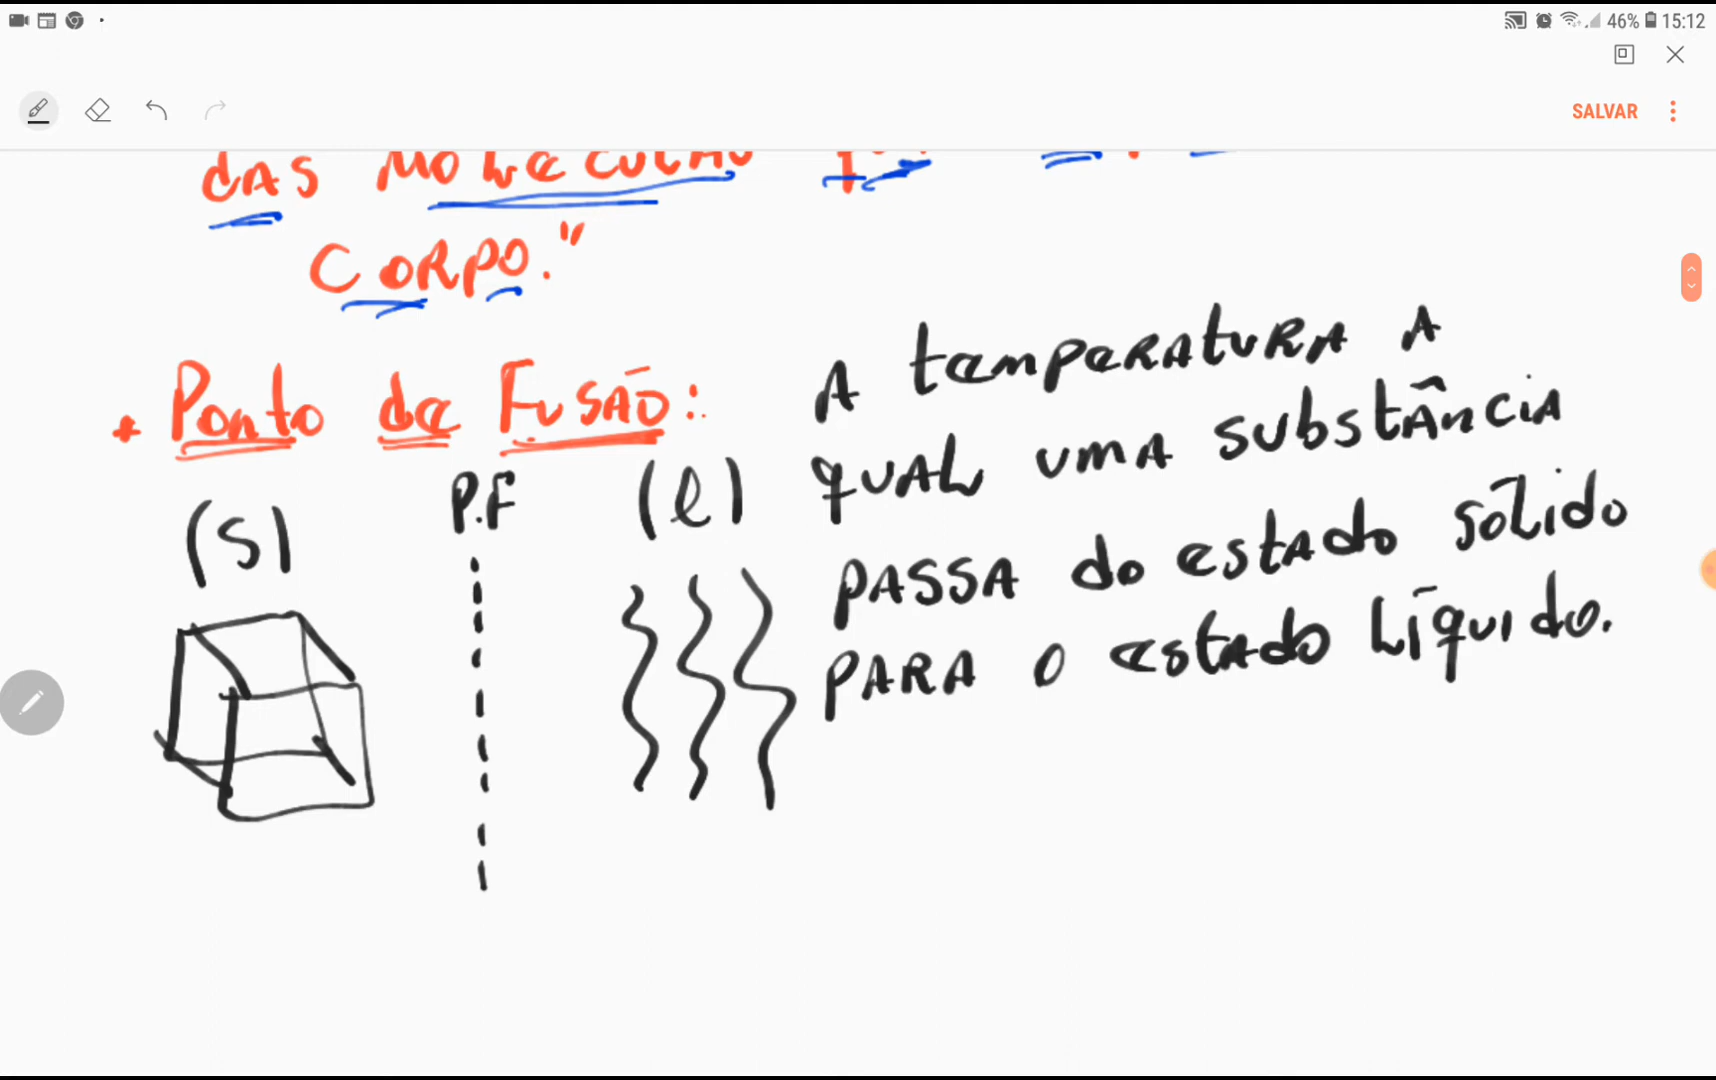 46% 15:12
SALVAR
das moleculas
corpo."
+ Ponto de Fusão:
A temperatura a
qual uma substância
passa do estado sólido
para o estado líquido.
P.F
(s)
(l)